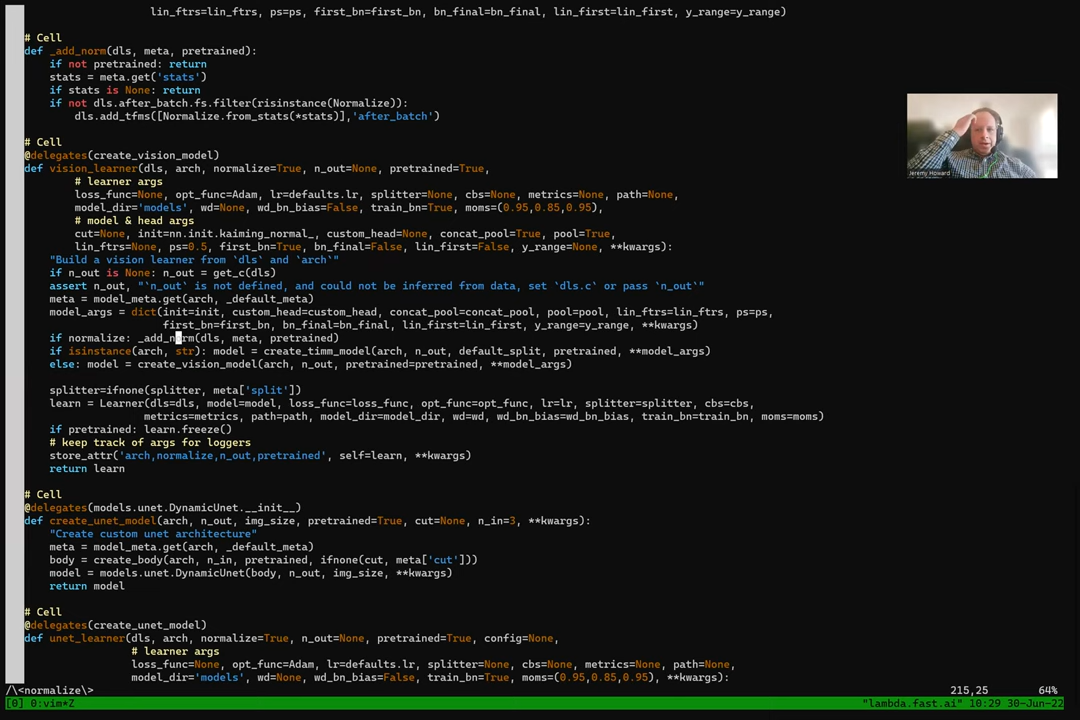 lin_ftrs=lin_ftrs, ps=ps, first_bn=first_bn, bn_final=bn_final, lin_first=lin_first, y_range=y_range)
# Cell
def _add_norm(dls, meta, pretrained):
    if not pretrained: return
    stats = meta.get('stats')
    if stats is None: return
    if not dls.after_batch.fs.filter(risinstance(Normalize)):
        dls.add_tfms([Normalize.from_stats(*stats)],'after_batch')
# Cell
@delegates(create_vision_model)
def vision_learner(dls, arch, normalize=True, n_out=None, pretrained=True,
        # learner args
        loss_func=None, opt_func=Adam, lr=defaults.lr, splitter=None, cbs=None, metrics=None, path=None,
        model_dir='models', wd=None, wd_bn_bias=False, train_bn=True, moms=(0.95,0.85,0.95),
        # model & head args
        cut=None, init=nn.init.kaiming_normal_, custom_head=None, concat_pool=True, pool=True,
        lin_ftrs=None, ps=0.5, first_bn=True, bn_final=False, lin_first=False, y_range=None, **kwargs):
    "Build a vision learner from `dls` and `arch`"
    if n_out is None: n_out = get_c(dls)
    assert n_out, "`n_out` is not defined, and could not be inferred from data, set `dls.c` or pass `n_out`"
    meta = model_meta.get(arch, _default_meta)
    model_args = dict(init=init, custom_head=custom_head, concat_pool=concat_pool, pool=pool, lin_ftrs=lin_ftrs, ps=ps,
                      first_bn=first_bn, bn_final=bn_final, lin_first=lin_first, y_range=y_range, **kwargs)
    if normalize: _add_norm(dls, meta, pretrained)
    if isinstance(arch, str): model = create_timm_model(arch, n_out, default_split, pretrained, **model_args)
    else: model = create_vision_model(arch, n_out, pretrained=pretrained, **model_args)
    splitter=ifnone(splitter, meta['split'])
    learn = Learner(dls=dls, model=model, loss_func=loss_func, opt_func=opt_func, lr=lr, splitter=splitter, cbs=cbs,
                   metrics=metrics, path=path, model_dir=model_dir, wd=wd, wd_bn_bias=wd_bn_bias, train_bn=train_bn, moms=moms)
    if pretrained: learn.freeze()
    # keep track of args for loggers
    store_attr('arch,normalize,n_out,pretrained', self=learn, **kwargs)
    return learn
# Cell
@delegates(models.unet.DynamicUnet.__init__)
def create_unet_model(arch, n_out, img_size, pretrained=True, cut=None, n_in=3, **kwargs):
    "Create custom unet architecture"
    meta = model_meta.get(arch, _default_meta)
    body = create_body(arch, n_in, pretrained, ifnone(cut, meta['cut']))
    model = models.unet.DynamicUnet(body, n_out, img_size, **kwargs)
    return model
# Cell
@delegates(create_unet_model)
def unet_learner(dls, arch, normalize=True, n_out=None, pretrained=True, config=None,
                 # learner args
                 loss_func=None, opt_func=Adam, lr=defaults.lr, splitter=None, cbs=None, metrics=None, path=None,
                 model_dir='models', wd=None, wd_bn_bias=False, train_bn=True, moms=(0.95,0.85,0.95):
/\<normalize\> 215,25 64%
[0] 0:vim*Z "lambda.fast.ai" 10:29 30-Jun-22
Jeremy Howard